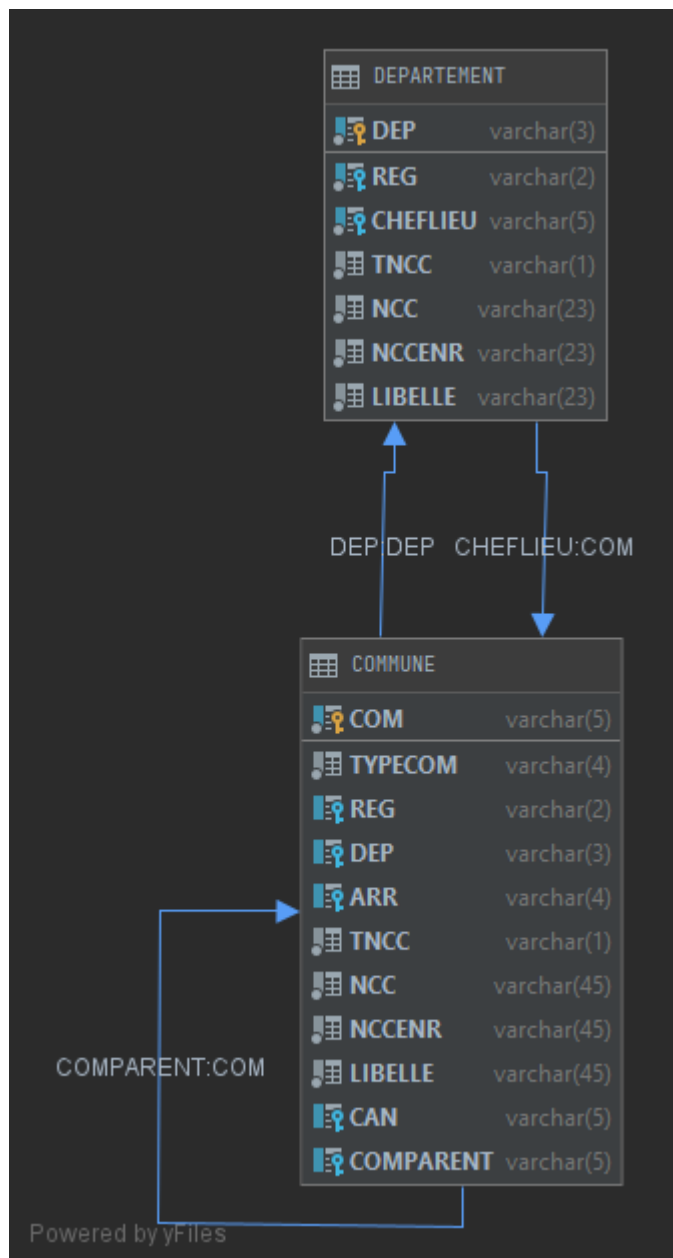 DEPARTEMENT
DEP varchar(3)
REG varchar(2)
CHEFLIEU varchar(5)
TNCC varchar(1)
NCC varchar(23)
NCCENR varchar(23)
LIBELLE varchar(23)
DEP:DEP CHEFLIEU:COM
COMMUNE
COM varchar(5)
TYPECOM varchar(4)
REG varchar(2)
DEP varchar(3)
ARR varchar(4)
TNCC varchar(1)
NCC varchar(45)
NCCENR varchar(45)
LIBELLE varchar(45)
CAN varchar(5)
COMPARENT varchar(5)
COMPARENT:COM
Powered by yFiles